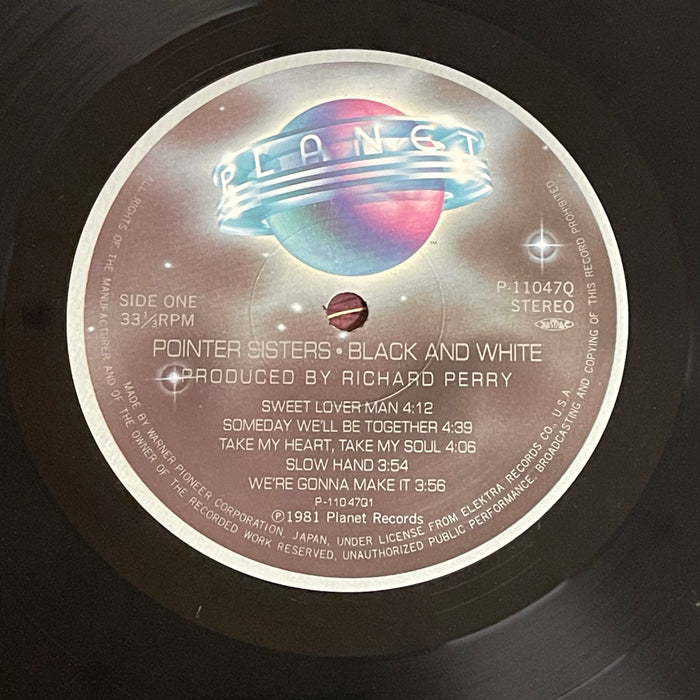 PLANET
™
SIDE ONE
33⅓RPM
P-11047Q
STEREO
JASRAC
POINTER SISTERS • BLACK AND WHITE
PRODUCED BY RICHARD PERRY
SWEET LOVER MAN 4:12
SOMEDAY WE'LL BE TOGETHER 4:39
TAKE MY HEART, TAKE MY SOUL 4:06
SLOW HAND 3:54
WE'RE GONNA MAKE IT 3:56
P-11047Q1
Ⓟ1981 Planet Records
MADE BY WARNER PIONEER CORPORATION, JAPAN, UNDER LICENSE FROM ELEKTRA RECORDS CO., U.S.A.
ALL RIGHTS OF THE MANUFACTURER AND OF THE OWNER OF THE RECORDED WORK RESERVED, UNAUTHORIZED PUBLIC PERFORMANCE, BROADCASTING AND COPYING OF THIS RECORD PROHIBITED